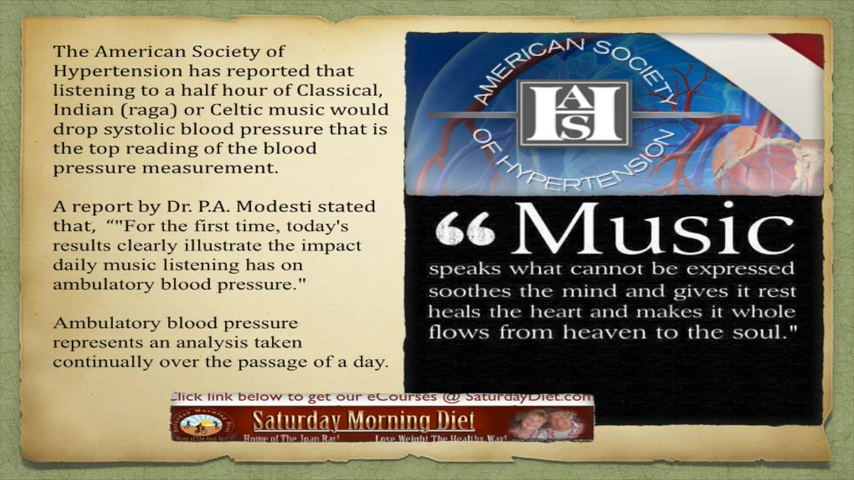 The American Society of
Hypertension has reported that
listening to a half hour of Classical,
Indian (raga) or Celtic music would
drop systolic blood pressure that is
the top reading of the blood
pressure measurement.
A report by Dr. P.A. Modesti stated
that, “"For the first time, today's
results clearly illustrate the impact
daily music listening has on
ambulatory blood pressure."
Ambulatory blood pressure
represents an analysis taken
continually over the passage of a day.
AMERICAN SOCIETY
ASH
OF HYPERTENSION
“Music
speaks what cannot be expressed
soothes the mind and gives it rest
heals the heart and makes it whole
flows from heaven to the soul."
Click link below to get our eCourses @ SaturdayDiet.com
Saturday Morning Diet
Home of The Joan Bar! Lose Weight The Healthy Way!